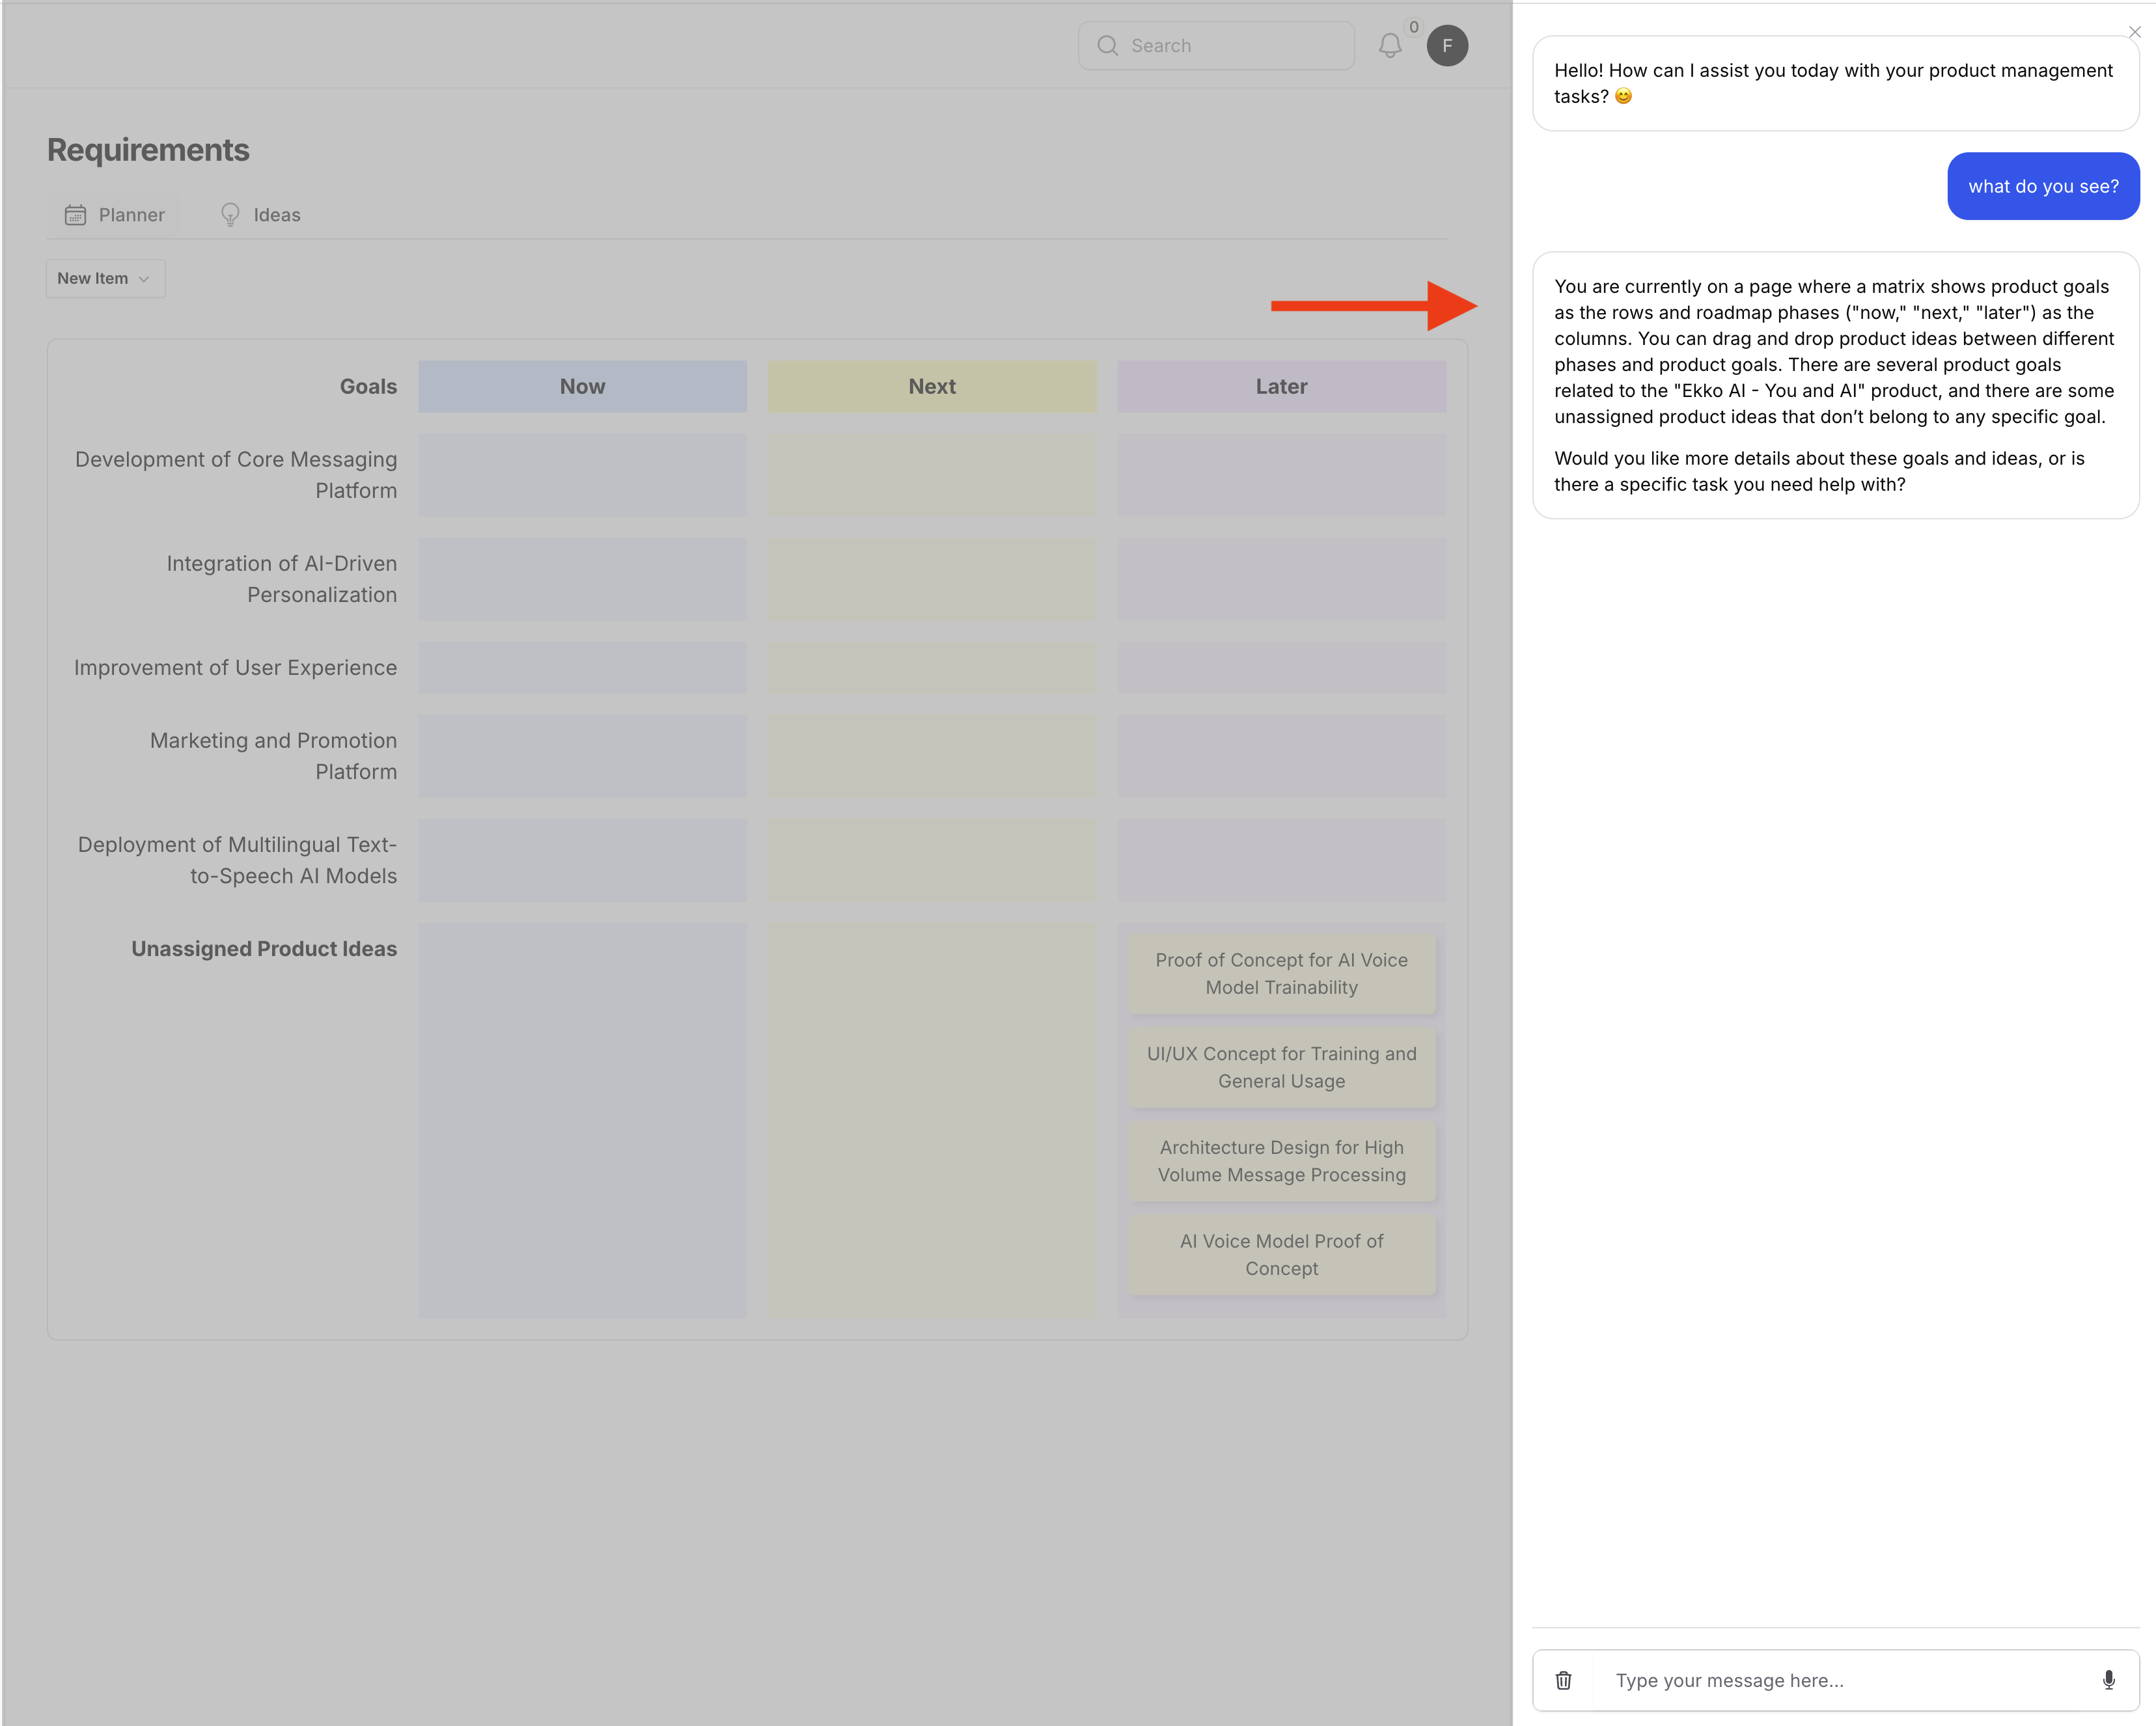 Search
0
F
Requirements
Planner
Ideas
New Item
Goals
Now
Next
Later
Development of Core Messaging
Platform
Integration of AI-Driven
Personalization
Improvement of User Experience
Marketing and Promotion
Platform
Deployment of Multilingual Text-
to-Speech AI Models
Unassigned Product Ideas
Proof of Concept for AI Voice
Model Trainability
UI/UX Concept for Training and
General Usage
Architecture Design for High
Volume Message Processing
AI Voice Model Proof of
Concept
Hello! How can I assist you today with your product management
tasks? 😊
what do you see?
You are currently on a page where a matrix shows product goals
as the rows and roadmap phases ("now," "next," "later") as the
columns. You can drag and drop product ideas between different
phases and product goals. There are several product goals
related to the "Ekko AI - You and AI" product, and there are some
unassigned product ideas that don’t belong to any specific goal.
Would you like more details about these goals and ideas, or is
there a specific task you need help with?
Type your message here...